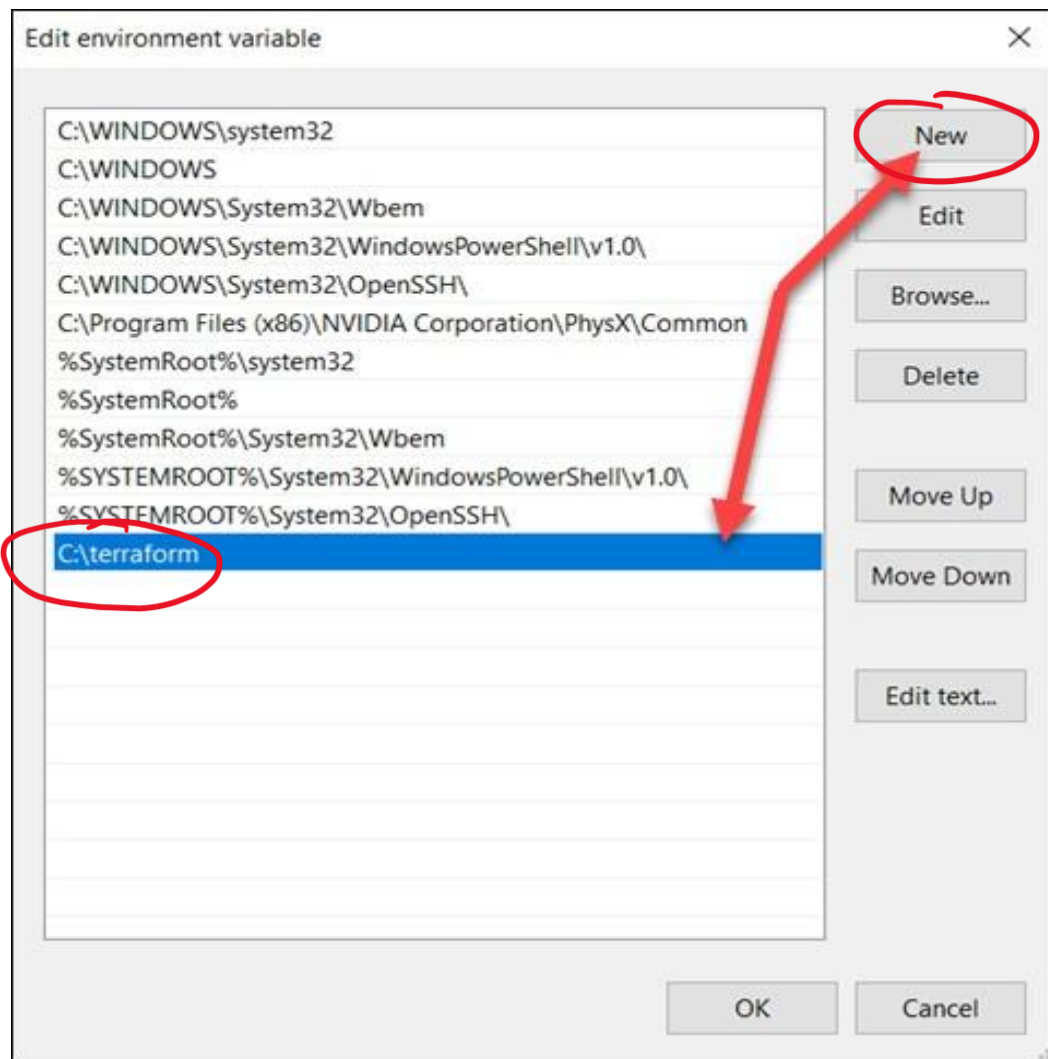 Edit environment variable
C:\WINDOWS\system32
C:\WINDOWS
C:\WINDOWS\System32\Wbem
C:\WINDOWS\System32\WindowsPowerShell\v1.0\
C:\WINDOWS\System32\OpenSSH\
C:\Program Files (x86)\NVIDIA Corporation\PhysX\Common
%SystemRoot%\system32
%SystemRoot%
%SystemRoot%\System32\Wbem
%SYSTEMROOT%\System32\WindowsPowerShell\v1.0\
%SYSTEMROOT%\System32\OpenSSH\
C:\terraform
New
Edit
Browse...
Delete
Move Up
Move Down
Edit text...
OK
Cancel